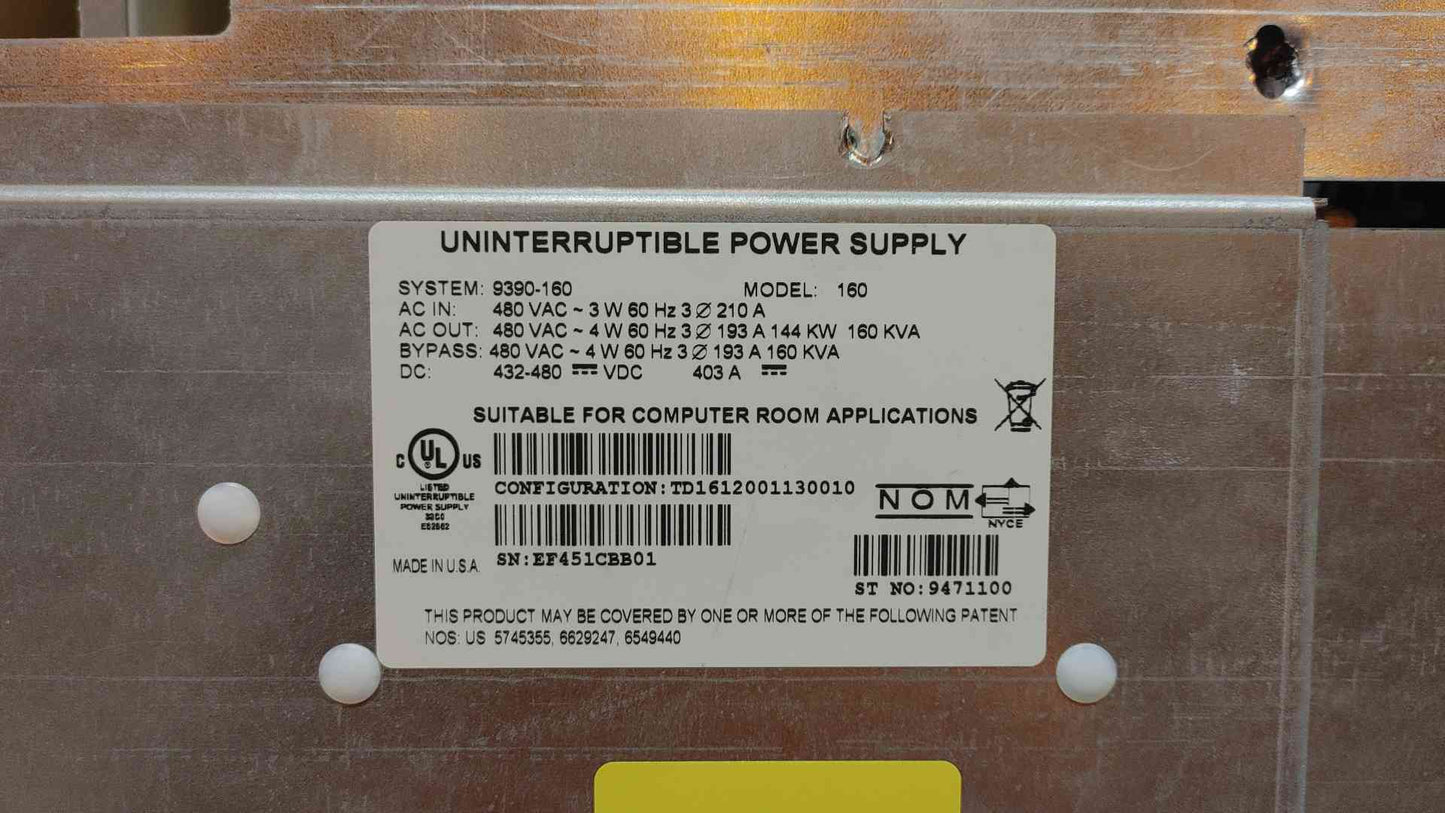 UNINTERRUPTIBLE POWER SUPPLY
SYSTEM: 9390-160 MODEL: 160
AC IN: 480 VAC ~ 3 W 60 Hz 3 ∅ 210 A
AC OUT: 480 VAC ~ 4 W 60 Hz 3 ∅ 193 A 144 KW 160 KVA
BYPASS: 480 VAC ~ 4 W 60 Hz 3 ∅ 193 A 160 KVA
DC: 432-480 ⎓ VDC 403 A ⎓
SUITABLE FOR COMPUTER ROOM APPLICATIONS
C UL US
LISTED
UNINTERRUPTIBLE
POWER SUPPLY
CONFIGURATION:TD1612001130010
NOM
NYCE
SN:EF451CBB01
MADE IN U.S.A.
ST NO:9471100
THIS PRODUCT MAY BE COVERED BY ONE OR MORE OF THE FOLLOWING PATENT
NOS: US 5745355, 6629247, 6549440